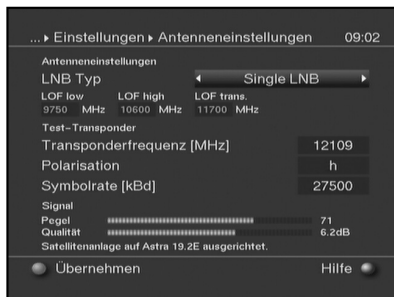 ... ▸ Einstellungen ▸ Antenneneinstellungen 09:02
Antenneneinstellungen
LNB Typ Single LNB
LOF low LOF high LOF trans.
9750 MHz 10600 MHz 11700 MHz
Test-Transponder
Transponderfrequenz [MHz] 12109
Polarisation h
Symbolrate [kBd] 27500
Signal
Pegel 71
Qualität 6.2dB
Satellitenanlage auf Astra 19.2E ausgerichtet.
Übernehmen Hilfe